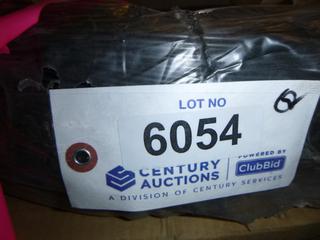 LOT NO
6054
CENTURY AUCTIONS
POWERED BY
ClubBid
A DIVISION OF CENTURY SERVICES